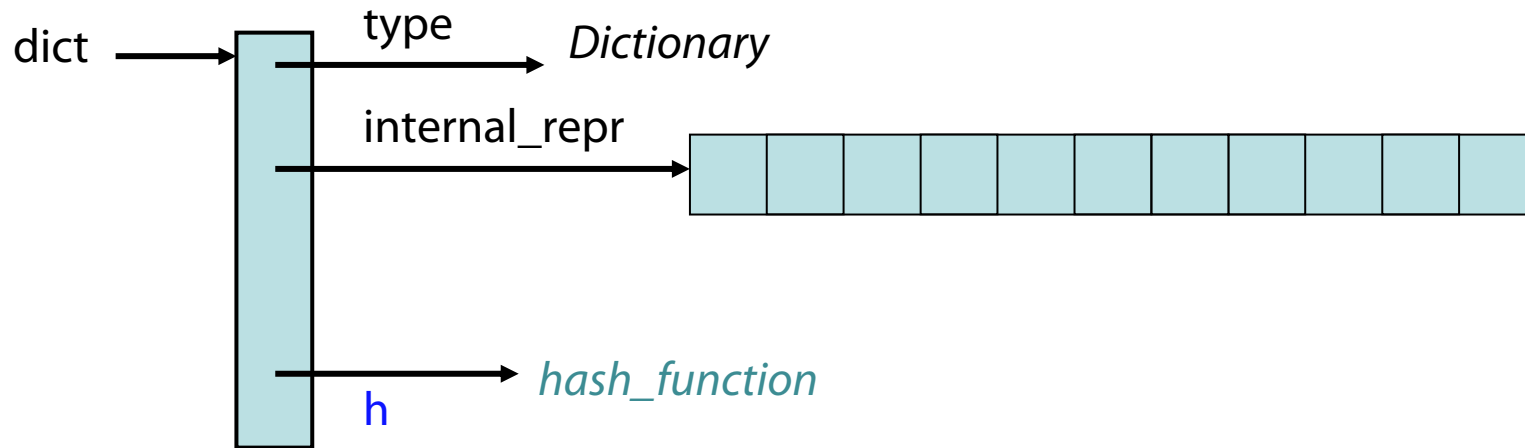 dict
type
Dictionary
internal_repr
hash_function
h